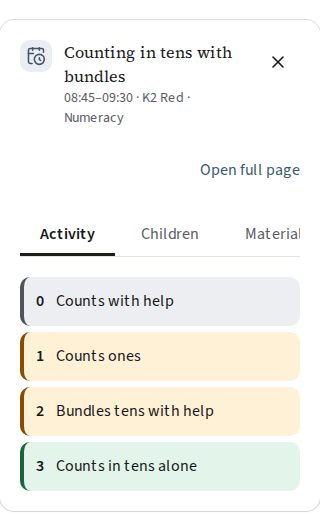 Counting in tens with
bundles
08:45–09:30 · K2 Red ·
Numeracy
Open full page
Activity Children Material
0 Counts with help
1 Counts ones
2 Bundles tens with help
3 Counts in tens alone